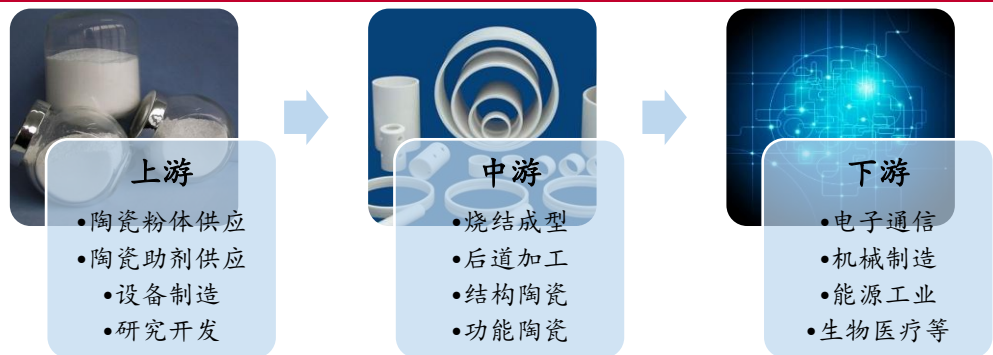 上游
•陶瓷粉体供应
•陶瓷助剂供应
•设备制造
•研究开发
中游
•烧结成型
•后道加工
•结构陶瓷
•功能陶瓷
下游
•电子通信
•机械制造
•能源工业
•生物医疗等